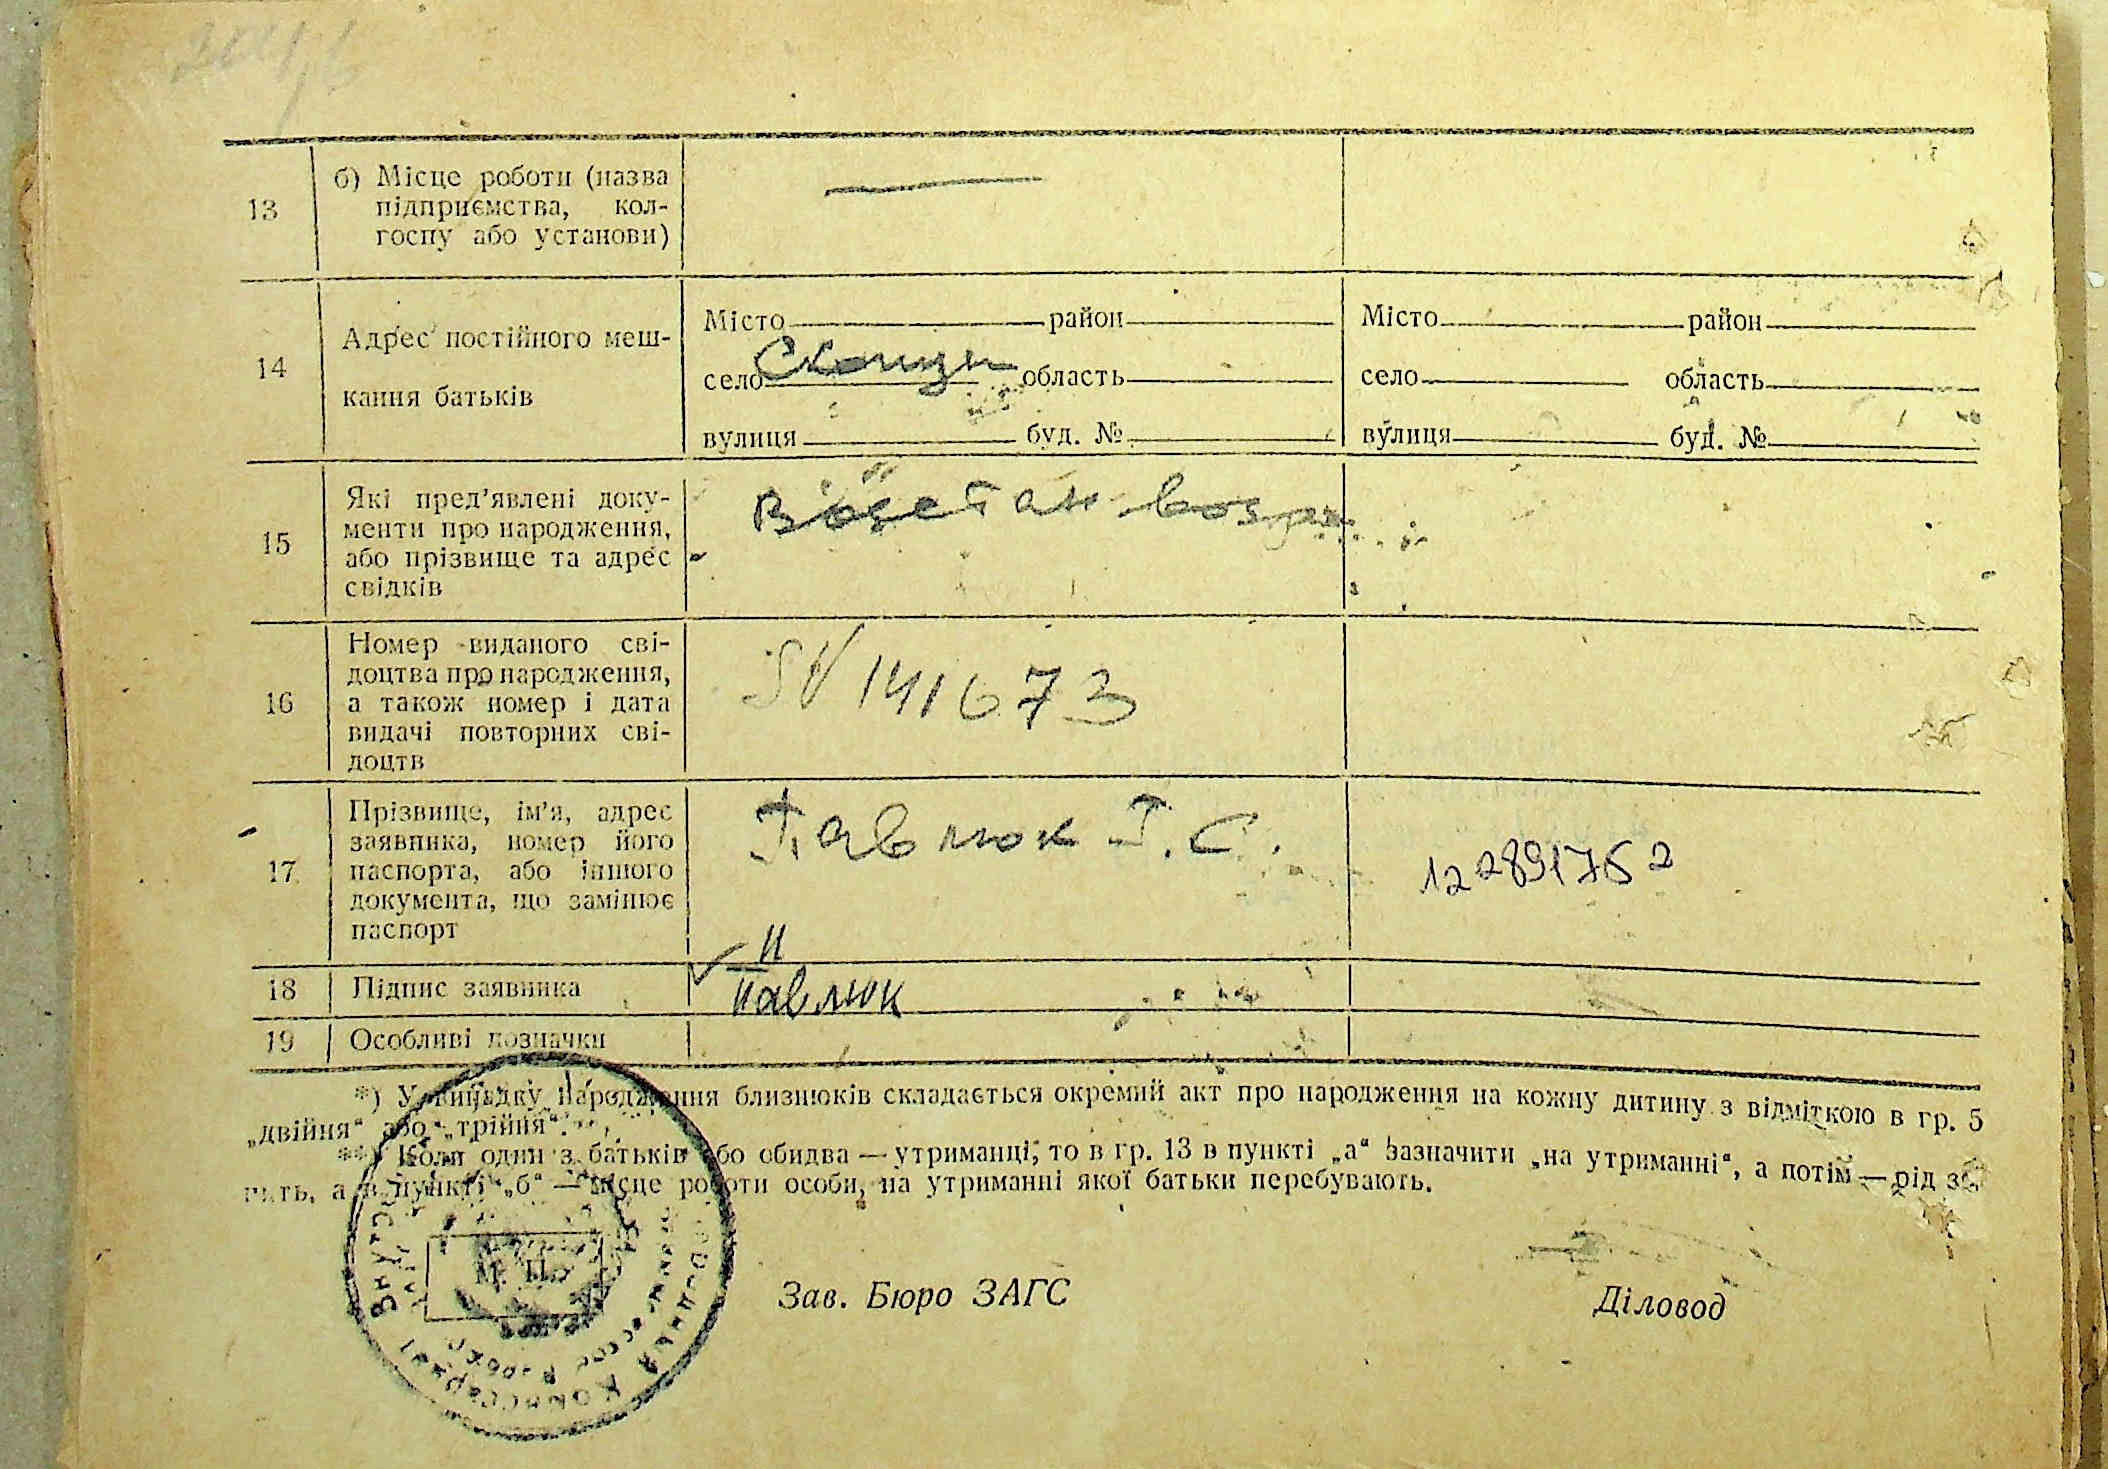 13
б) Місце роботи (назва
підприємства, кол-
госпу або установи)
14
Адрес постійного меш-
кання батьків
Місто район
село область
вулиця буд. №
Місто район
село область
вулиця буд. №
15
Які пред’явлені доку-
менти про народження,
або прізвище та адрес
свідків
16
Номер виданого сві-
доцтва про народження,
а також номер і дата
видачі повторних сві-
доцтв
141673
17
Прізвище, ім’я, адрес
заявника, номер його
паспорта, або іншого
документа, що замінює
паспорт
Павлюк Т. С.
18
Підпис заявника
Павлюк
19
Особливі позначки
*) У випадку народження близнюків складається окремий акт про народження на кожну дитину з відміткою в гр. 5
„двійня“ або „трійня“.
**) Коли один з батьків або обидва — утриманці, то в гр. 13 в пункті „а“ зазначити „на утриманні“, а потім — рід
а в пункті „б“ — місце роботи особи, на утриманні якої батьки перебувають.
М. П.
Зав. Бюро ЗАГС
Діловод